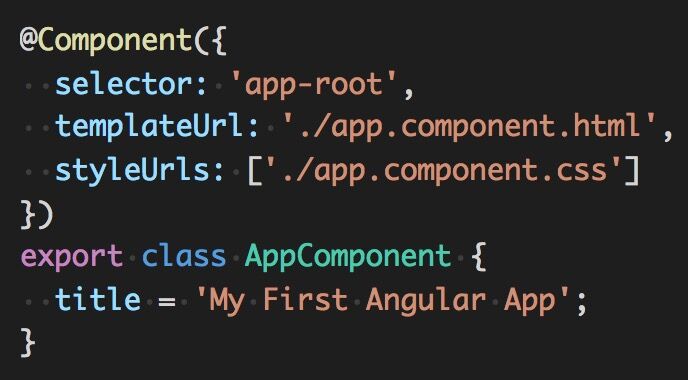 @Component({
  selector: 'app-root',
  templateUrl: './app.component.html',
  styleUrls: ['./app.component.css']
})
export class AppComponent {
  title = 'My First Angular App';
}